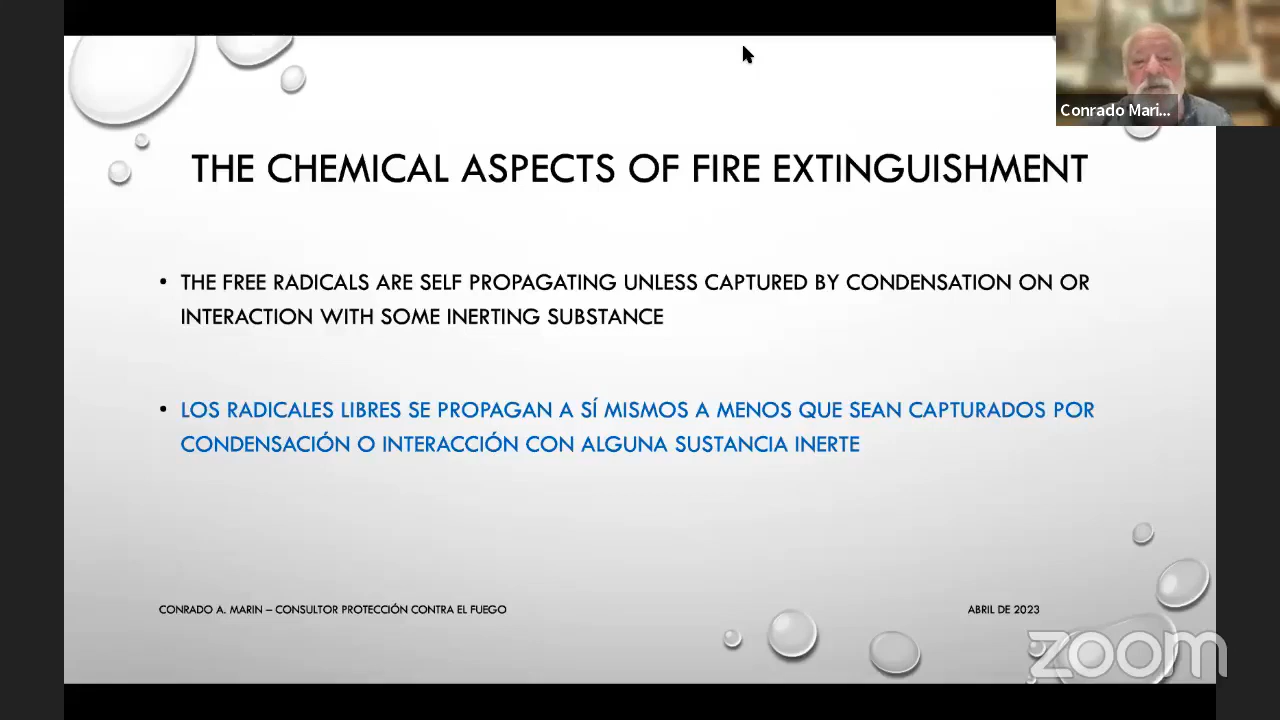 Conrado Mari...
THE CHEMICAL ASPECTS OF FIRE EXTINGUISHMENT
• THE FREE RADICALS ARE SELF PROPAGATING UNLESS CAPTURED BY CONDENSATION ON OR
INTERACTION WITH SOME INERTING SUBSTANCE
• LOS RADICALES LIBRES SE PROPAGAN A SÍ MISMOS A MENOS QUE SEAN CAPTURADOS POR
CONDENSACIÓN O INTERACCIÓN CON ALGUNA SUSTANCIA INERTE
CONRADO A. MARIN – CONSULTOR PROTECCIÓN CONTRA EL FUEGO
ABRIL DE 2023
zoom